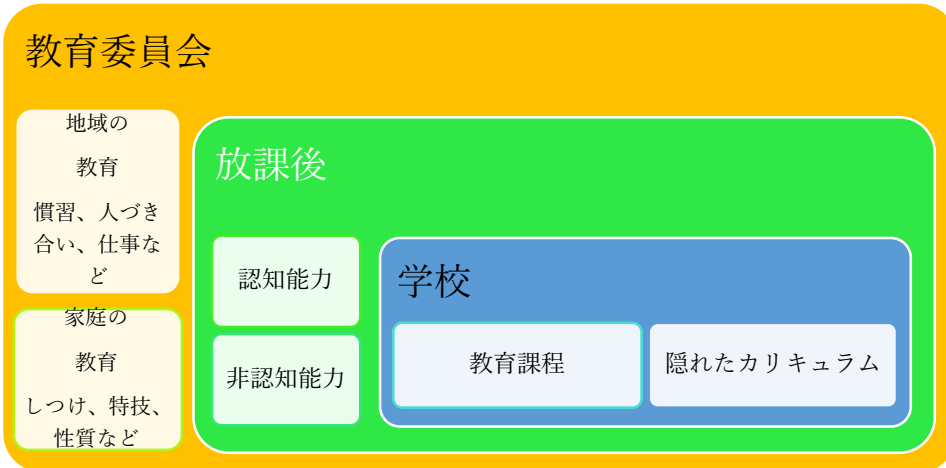 教育委員会
地域の
教育
慣習、人づき
合い、仕事な
ど
家庭の
教育
しつけ、特技、
性質など
放課後
認知能力
非認知能力
学校
教育課程
隠れたカリキュラム